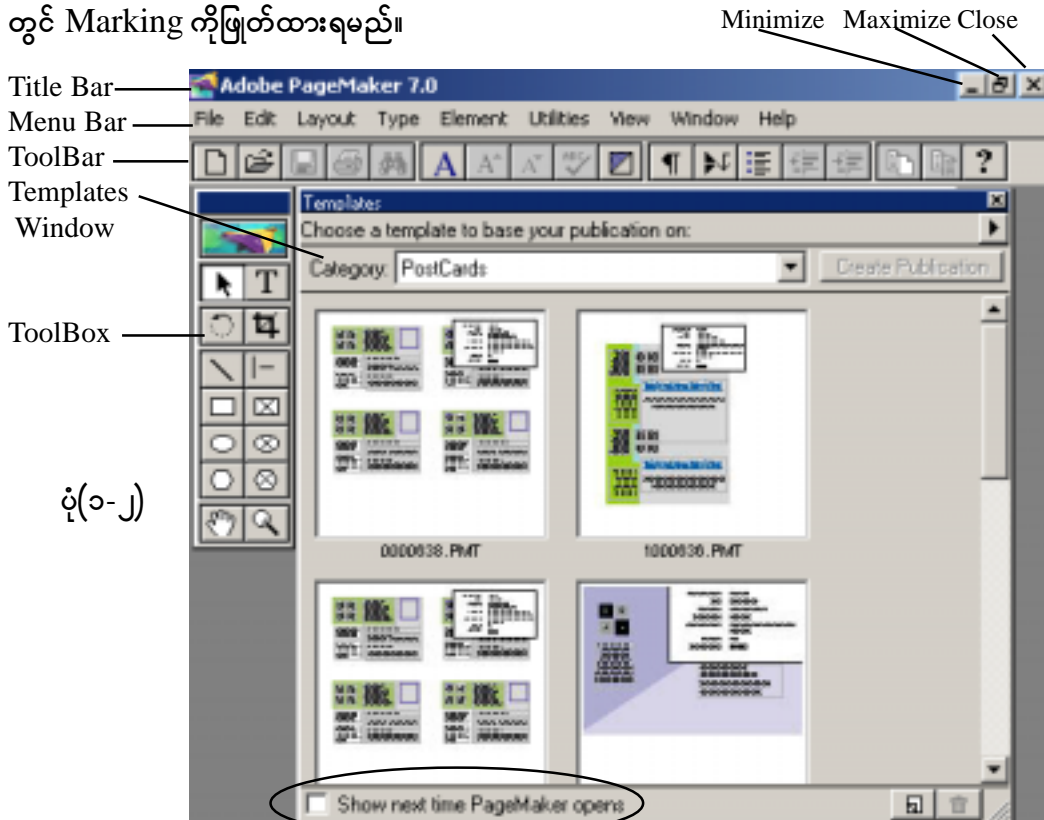 တွင် Marking ကိုဖြုတ်ထားရမည်။
Minimize Maximize Close
Title Bar
Adobe PageMaker 7.0
Menu Bar
File Edit Layout Type Element Utilities View Window Help
ToolBar
Templates
Window
Templates
Choose a template to base your publication on:
Category: PostCards
Create Publication
T
ToolBox
ပုံ(၁-၂)
0000638.PMT
1000636.PMT
Show next time PageMaker opens